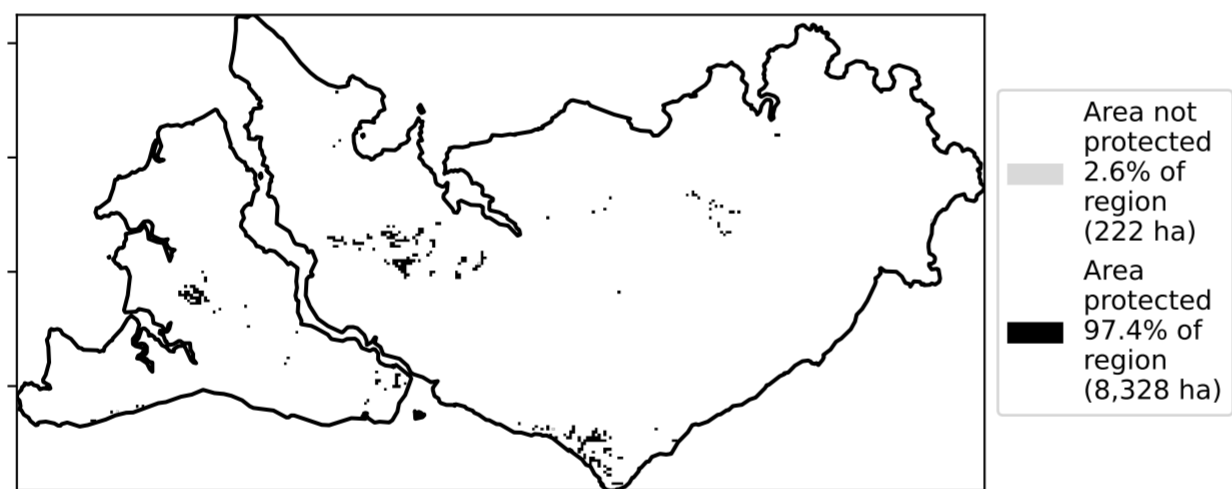 Area not
protected
2.6% of
region
(222 ha)
Area
protected
97.4% of
region
(8,328 ha)